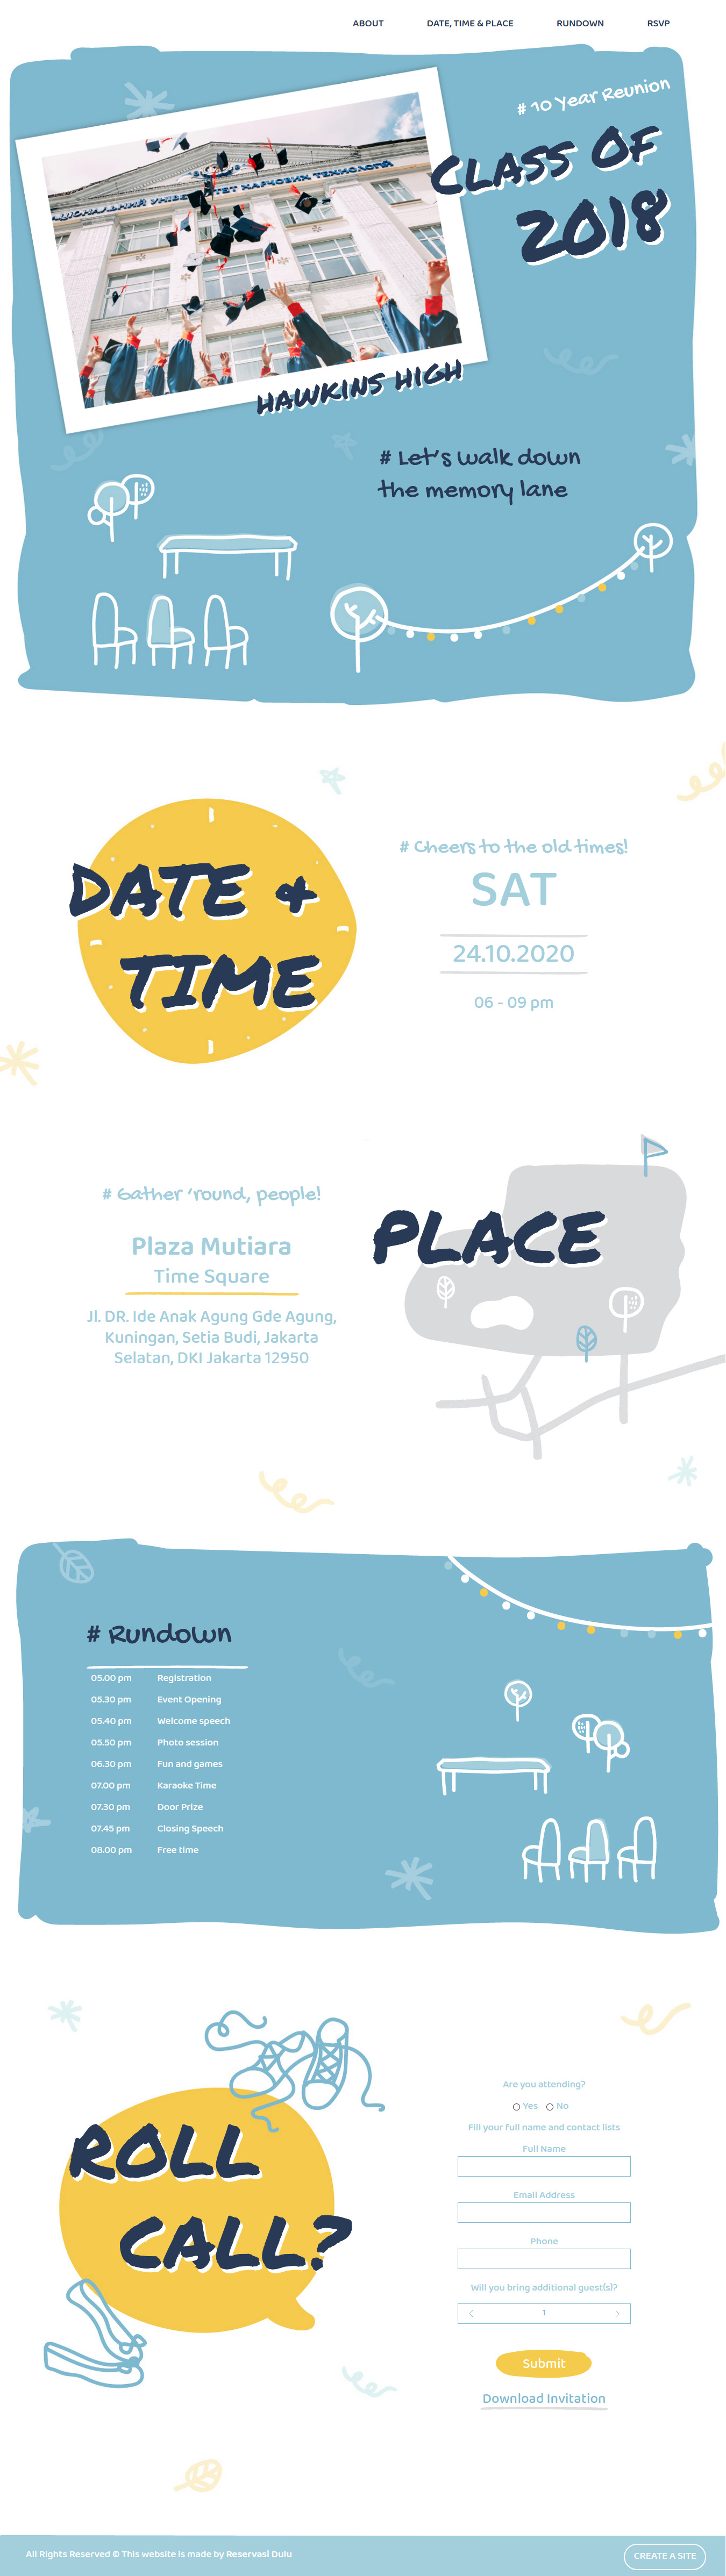 ABOUT
DATE, TIME & PLACE
RUNDOWN
RSVP
# 10 Year Reunion
CLASS OF
2018
HAWKINS HIGH
# Let's walk down
the memory lane
DATE &
TIME
# Cheers to the old times!
SAT
24.10.2020
06 - 09 pm
# Gather 'round, people!
Plaza Mutiara
Time Square
Jl. DR. Ide Anak Agung Gde Agung,
Kuningan, Setia Budi, Jakarta
Selatan, DKI Jakarta 12950
PLACE
# Rundown
05.00 pm Registration
05.30 pm Event Opening
05.40 pm Welcome speech
05.50 pm Photo session
06.30 pm Fun and games
07.00 pm Karaoke Time
07.30 pm Door Prize
07.45 pm Closing Speech
08.00 pm Free time
ROLL
CALL?
Are you attending?
Yes No
Fill your full name and contact lists
Full Name
Email Address
Phone
Will you bring additional guest(s)?
1
Submit
Download Invitation
All Rights Reserved © This website is made by Reservasi Dulu
CREATE A SITE